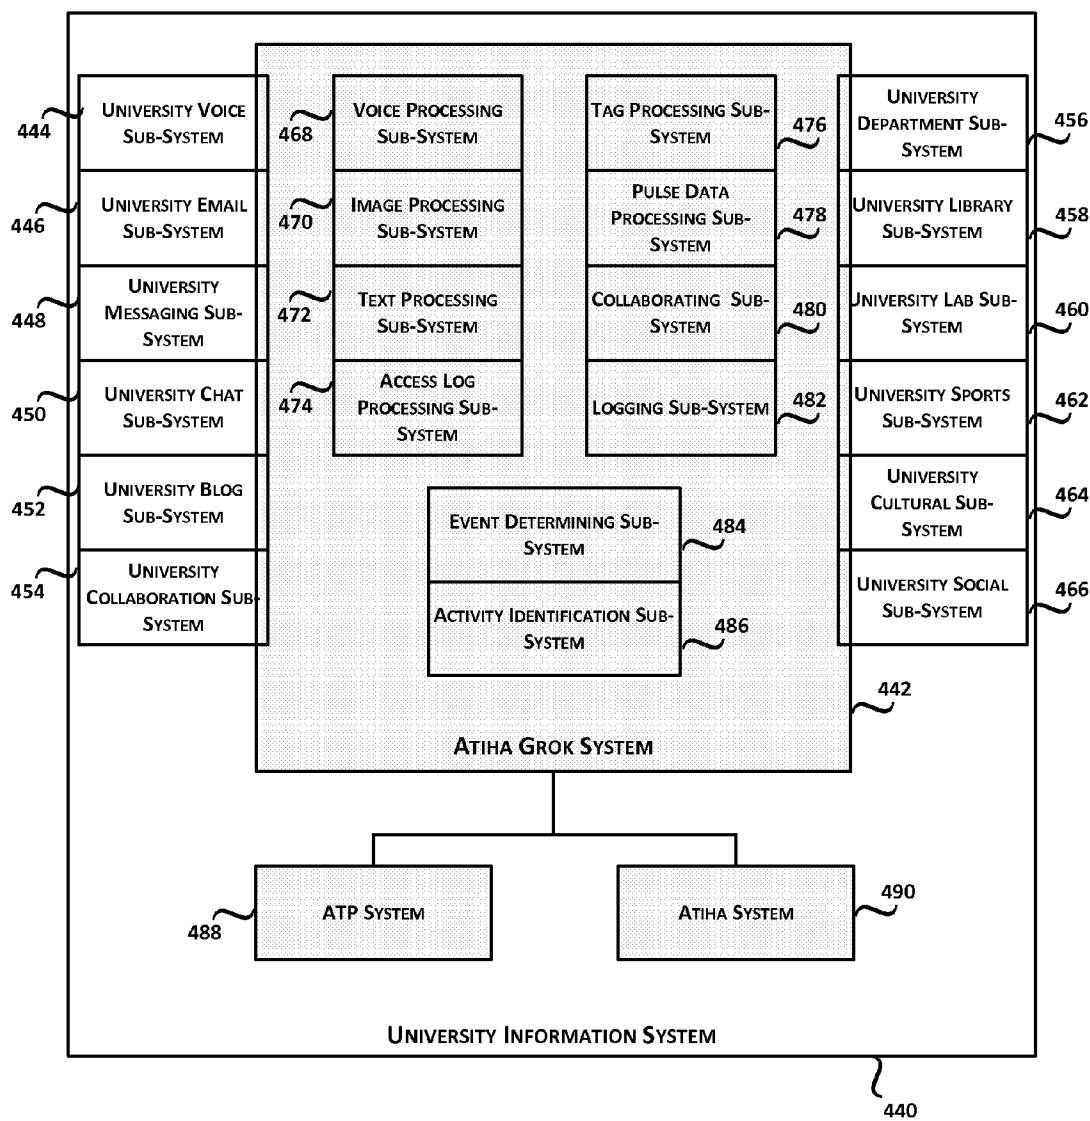 444
UNIVERSITY VOICE
SUB-SYSTEM
446
UNIVERSITY EMAIL
SUB-SYSTEM
448
UNIVERSITY
MESSAGING SUB-
SYSTEM
450
UNIVERSITY CHAT
SUB-SYSTEM
452
UNIVERSITY BLOG
SUB-SYSTEM
454
UNIVERSITY
COLLABORATION SUB-
SYSTEM
468
VOICE PROCESSING
SUB-SYSTEM
470
IMAGE PROCESSING
SUB-SYSTEM
472
TEXT PROCESSING
SUB-SYSTEM
474
ACCESS LOG
PROCESSING SUB-
SYSTEM
TAG PROCESSING SUB-
SYSTEM
476
PULSE DATA
PROCESSING SUB-
SYSTEM
478
COLLABORATING SUB-
SYSTEM
480
LOGGING SUB-SYSTEM
482
UNIVERSITY
DEPARTMENT SUB-
SYSTEM
456
UNIVERSITY LIBRARY
SUB-SYSTEM
458
UNIVERSITY LAB SUB-
SYSTEM
460
UNIVERSITY SPORTS
SUB-SYSTEM
462
UNIVERSITY
CULTURAL SUB-
SYSTEM
464
UNIVERSITY SOCIAL
SUB-SYSTEM
466
EVENT DETERMINING SUB-
SYSTEM
484
ACTIVITY IDENTIFICATION SUB-
SYSTEM
486
442
ATIHA GROK SYSTEM
ATP SYSTEM
488
ATIHA SYSTEM
490
UNIVERSITY INFORMATION SYSTEM
440